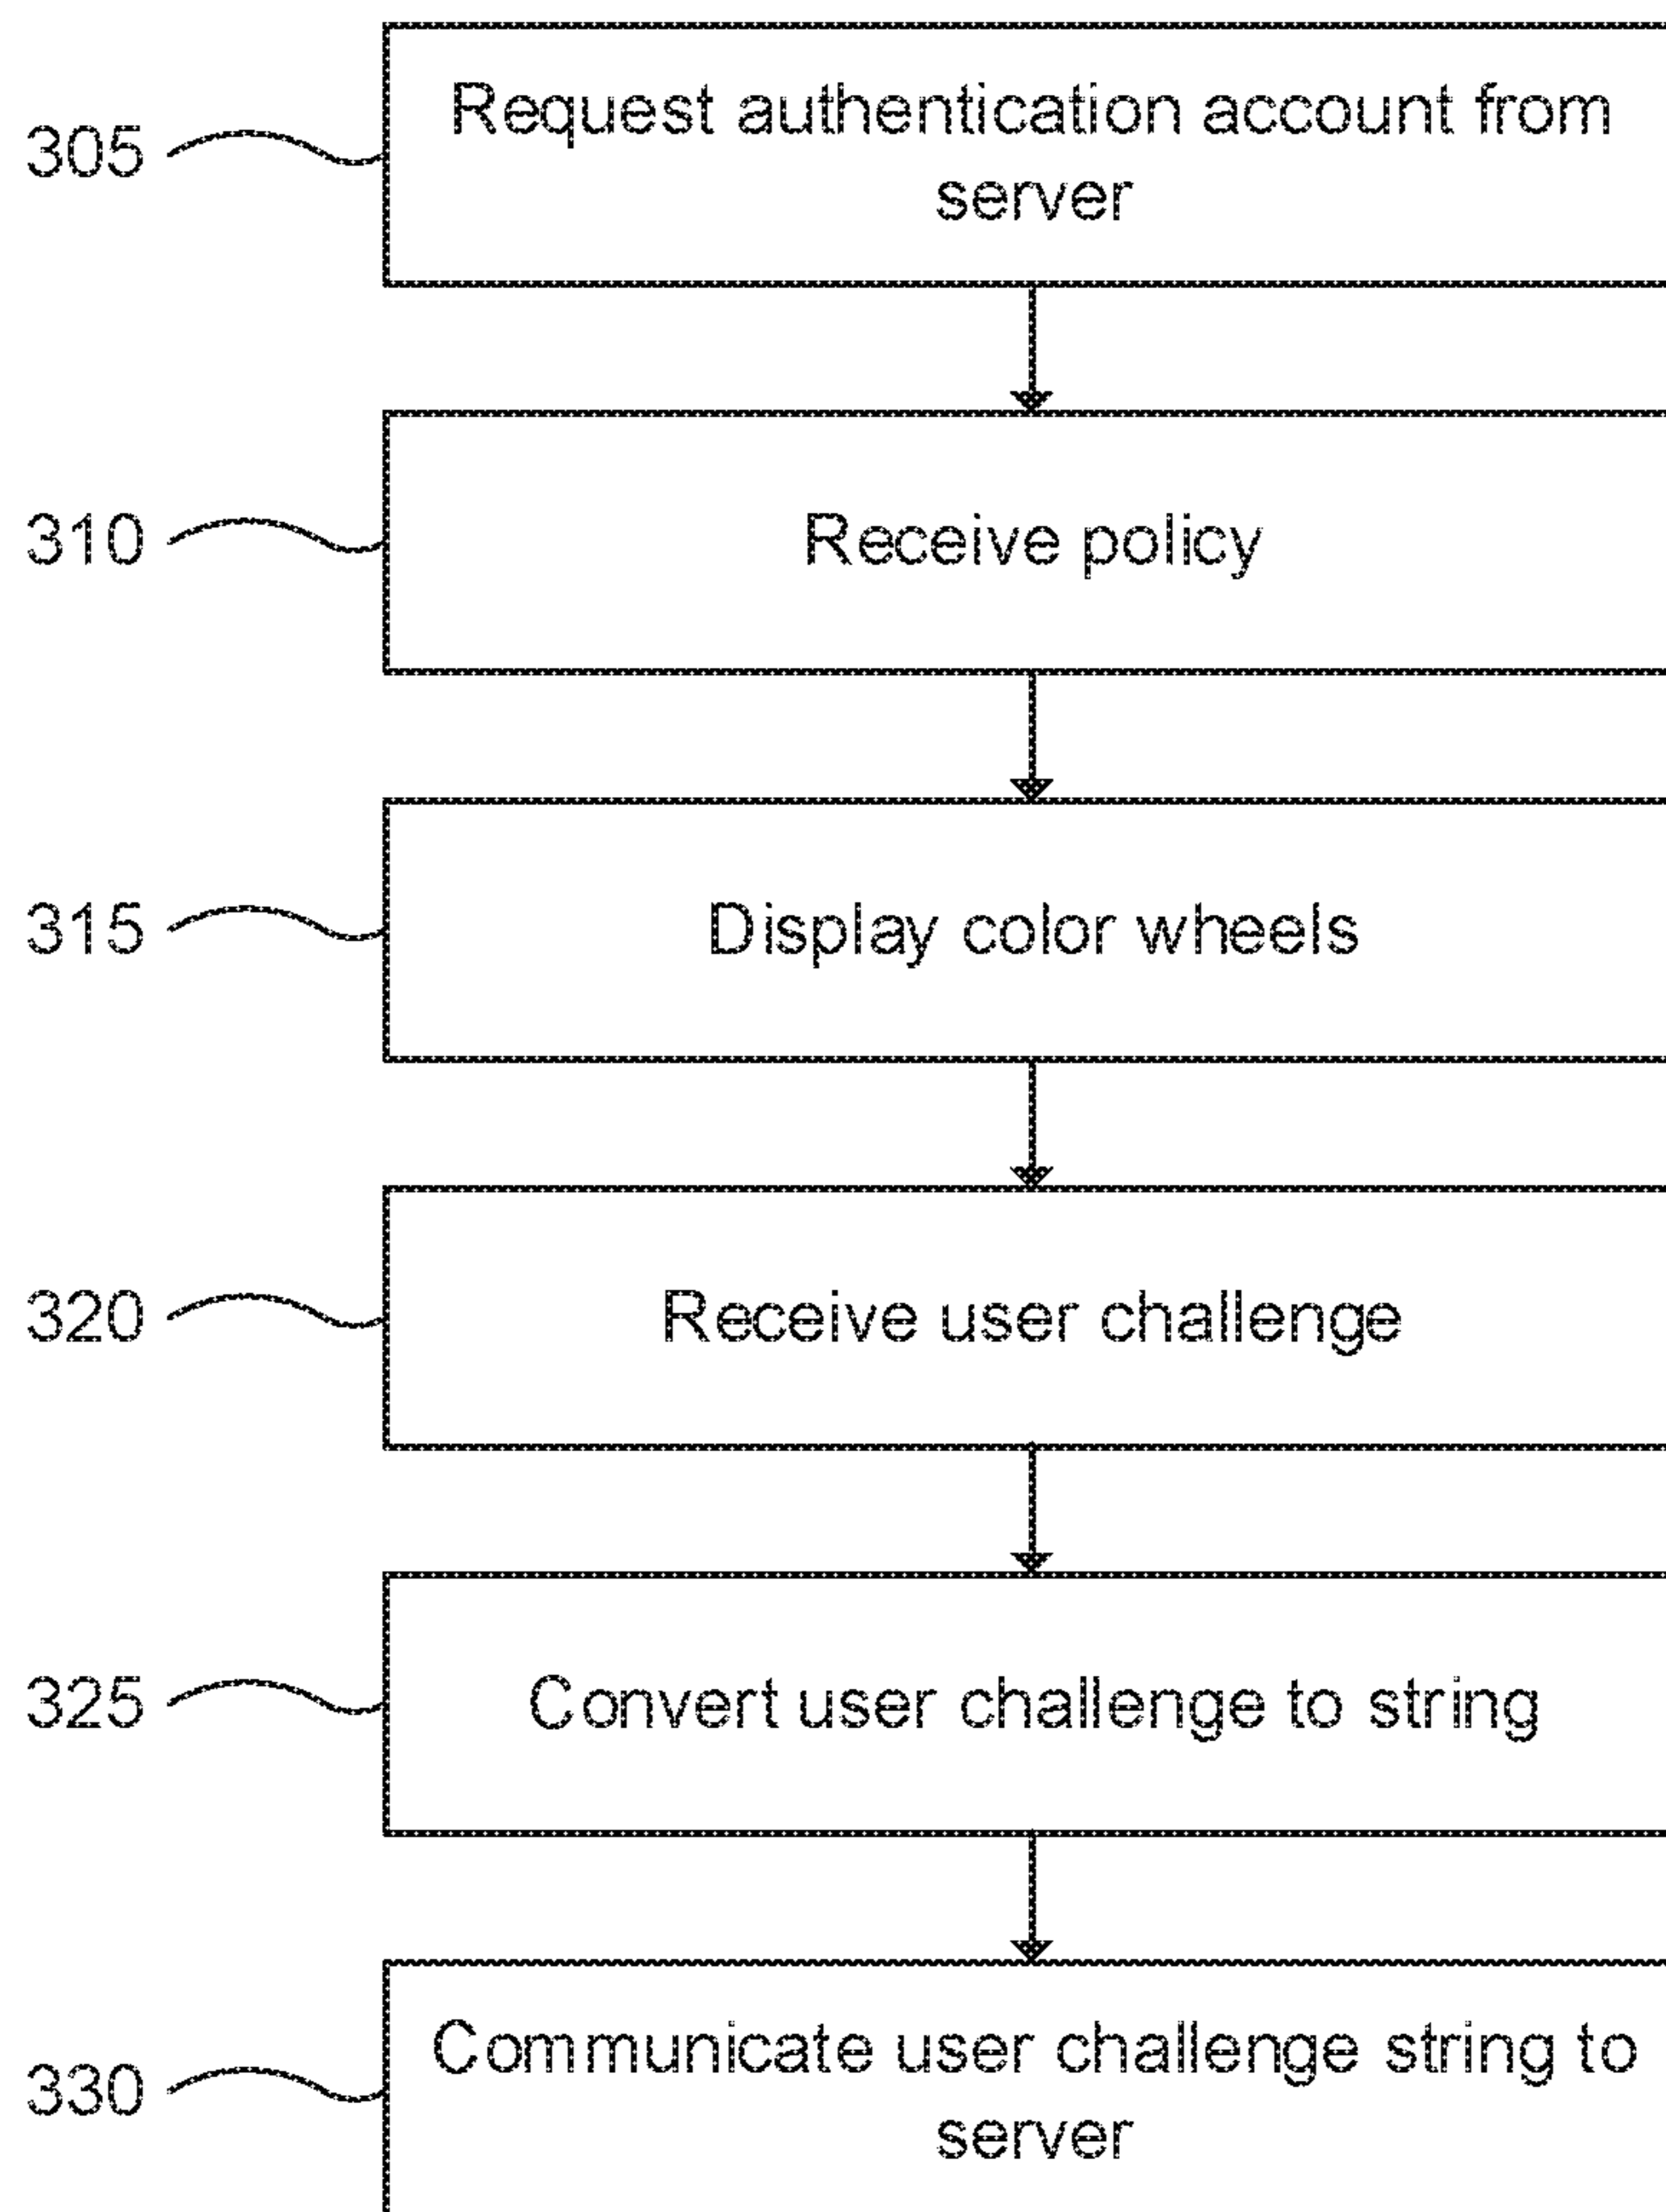 305
Request authentication account from
server
310
Receive policy
315
Display color wheels
320
Receive user challenge
325
Convert user challenge to string
330
Communicate user challenge string to
server